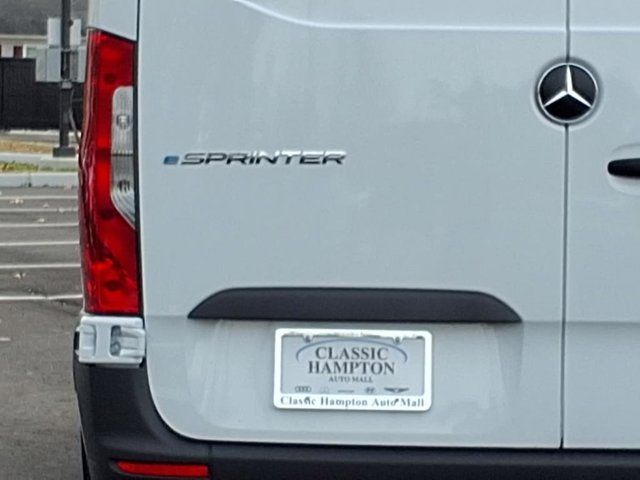 eSPRINTER
CLASSIC
HAMPTON
AUTO MALL
Classic Hampton Auto Mall